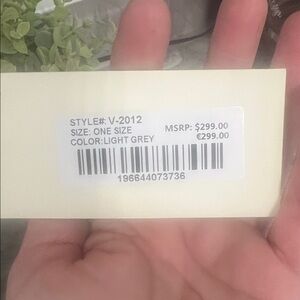 STYLE#: V-2012
SIZE: ONE SIZE
COLOR:LIGHT GREY
MSRP: $299.00
€299.00
196644073736